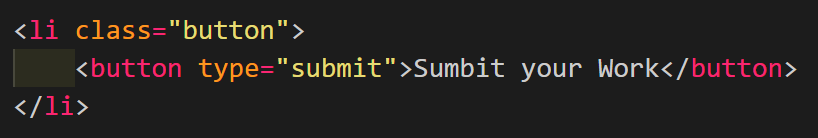 <li class="button">
    <button type="submit">Sumbit your Work</button>
</li>